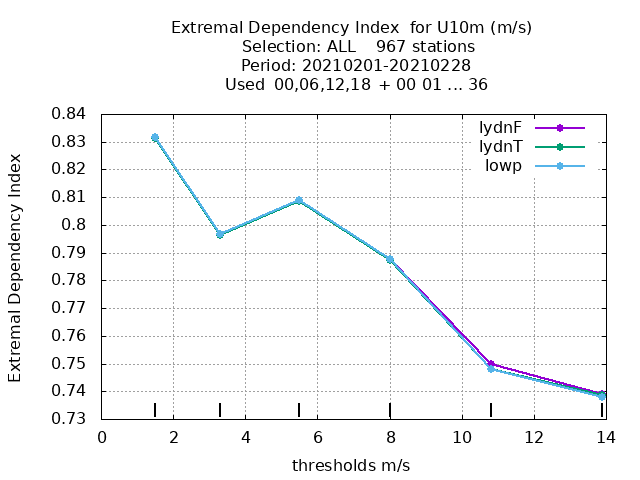 Extremal Dependency Index  for U10m (m/s)
Selection: ALL    967 stations
Period: 20210201-20210228
Used  00,06,12,18  + 00 01 ... 36
lydnF
lydnT
lowp
Extremal Dependency Index
0.84
0.83
0.82
0.81
0.8
0.79
0.78
0.77
0.76
0.75
0.74
0.73
0 2 4 6 8 10 12 14
thresholds m/s